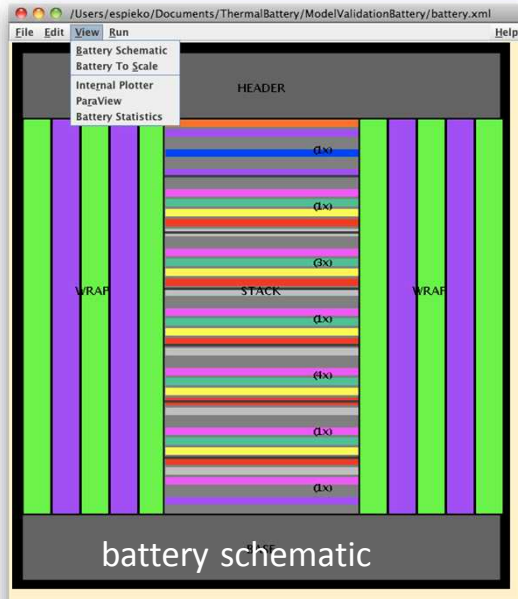 /Users/espieko/Documents/ThermalBattery/ModelValidationBattery/battery.xml
File Edit View Run Help
Battery Schematic
Battery To Scale
Internal Plotter
ParaView
Battery Statistics
HEADER
(1x)
(1x)
(3x)
WRAP STACK WRAP
(1x)
(4x)
(1x)
(1x)
BASE
battery schematic